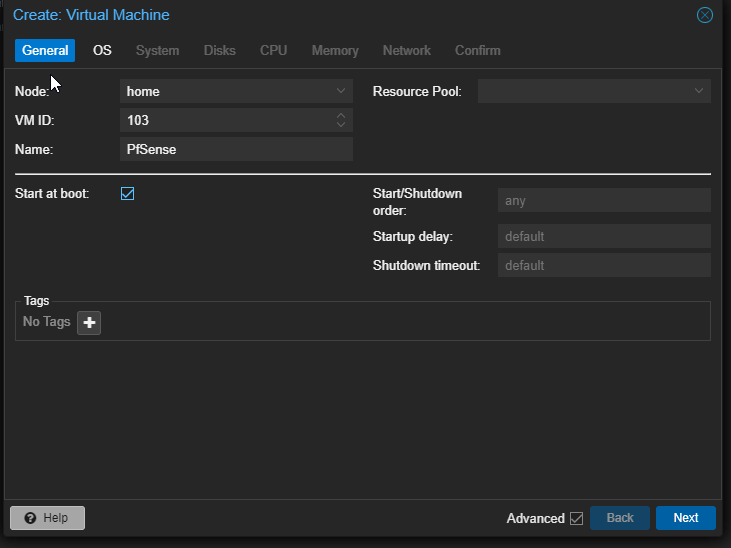 Create: Virtual Machine
General OS System Disks CPU Memory Network Confirm
Node: home Resource Pool:
VM ID: 103
Name: PfSense
Start at boot: Start/Shutdown order: any
Startup delay: default
Shutdown timeout: default
Tags
No Tags
Help Advanced Back Next